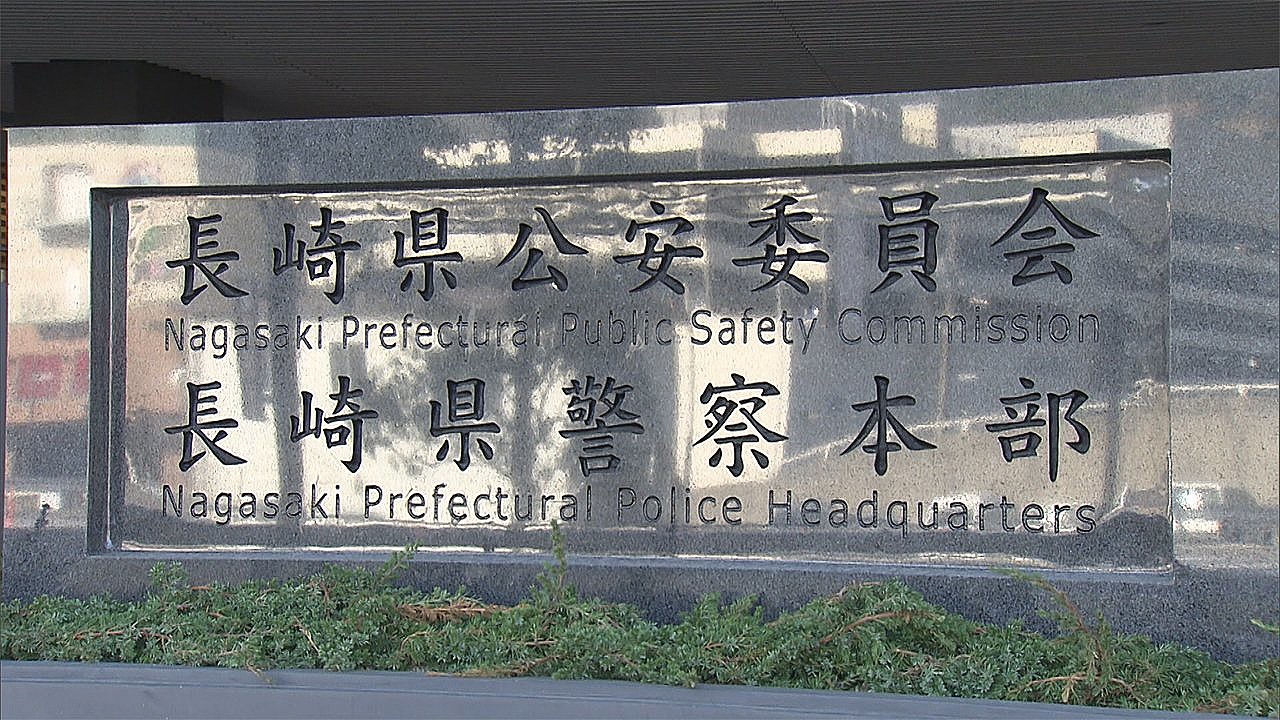 長崎県公安委員会
Nagasaki Prefectural Public Safety Commission
長崎県警察本部
Nagasaki Prefectural Police Headquarters